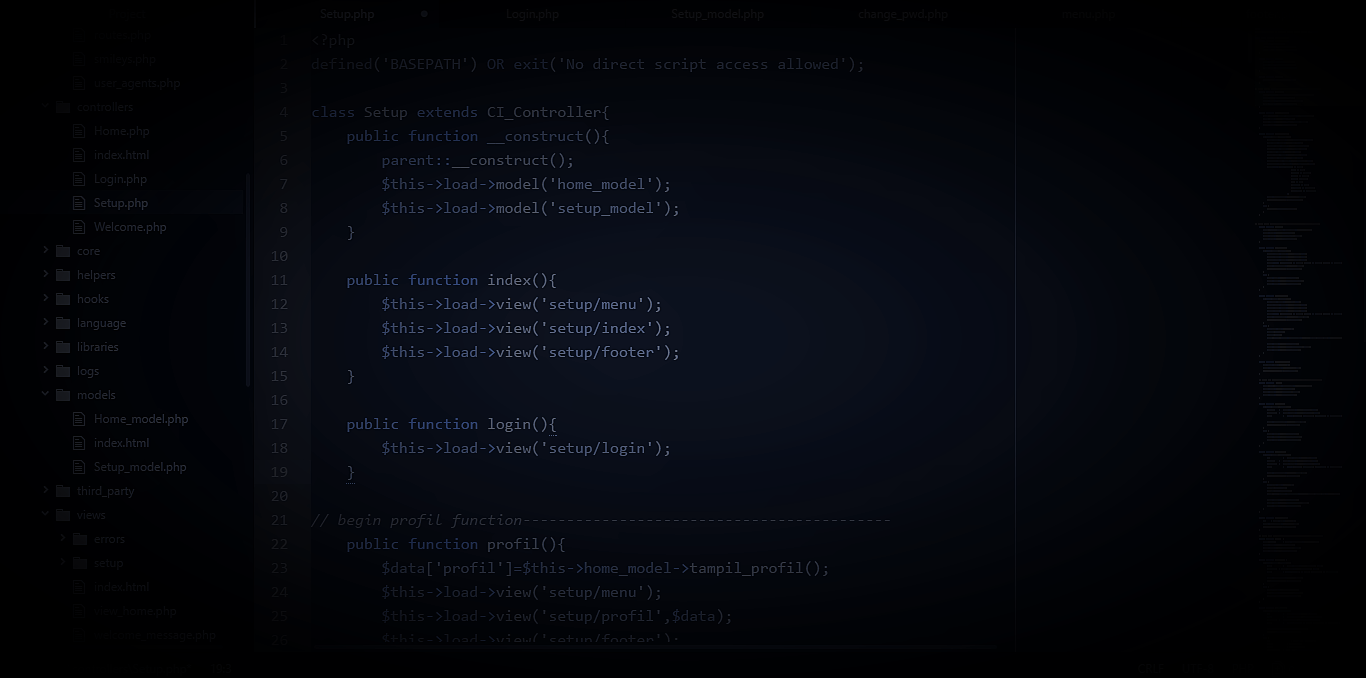 Setup.php
Login.php
Setup_model.php
change_pwd.php
user_agents.php
controllers
Home.php
index.html
Login.php
Setup.php
Welcome.php
core
helpers
hooks
language
libraries
logs
models
Home_model.php
index.html
Setup_model.php
third_party
views
errors
setup
index.html
1 <?php
2 defined('BASEPATH') OR exit('No direct script access allowed');
3
4 class Setup extends CI_Controller{
5 public function __construct(){
6 parent::__construct();
7 $this->load->model('home_model');
8 $this->load->model('setup_model');
9 }
10
11 public function index(){
12 $this->load->view('setup/menu');
13 $this->load->view('setup/index');
14 $this->load->view('setup/footer');
15 }
16
17 public function login(){
18 $this->load->view('setup/login');
19 }
20
21 // begin profil function------------------------------------------
22 public function profil(){
23 $data['profil']=$this->home_model->tampil_profil();
24 $this->load->view('setup/menu');
25 $this->load->view('setup/profil',$data);
26 $this->load->view('setup/footer');